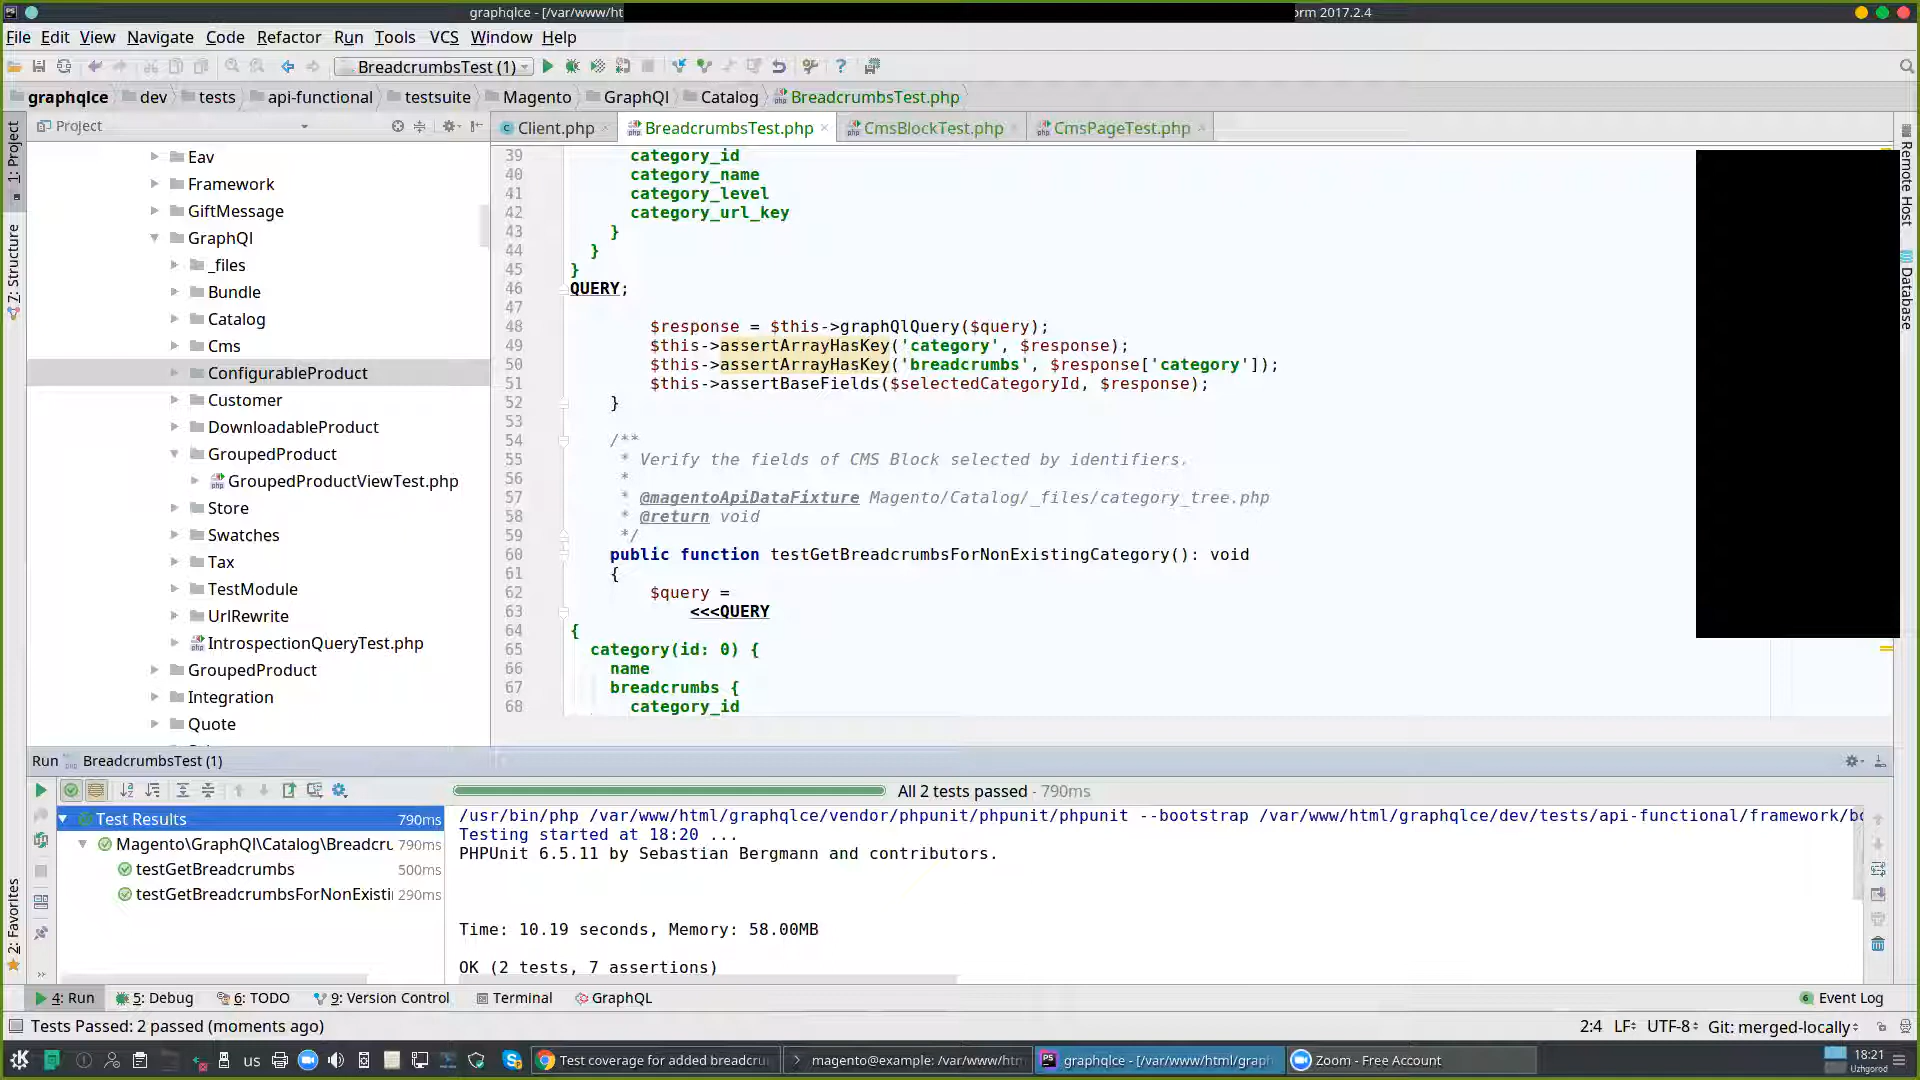 graphqlce - [/var/www/ht
orm 2017.2.4
File Edit View Navigate Code Refactor Run Tools VCS Window Help
BreadcrumbsTest (1)
graphqlce dev tests api-functional testsuite Magento GraphQl Catalog BreadcrumbsTest.php
Project
Client.php BreadcrumbsTest.php CmsBlockTest.php CmsPageTest.php
1: Project
7: Structure
2: Favorites
Remote Host
Database
Eav
Framework
GiftMessage
GraphQl
_files
Bundle
Catalog
Cms
ConfigurableProduct
Customer
DownloadableProduct
GroupedProduct
GroupedProductViewTest.php
Store
Swatches
Tax
TestModule
UrlRewrite
IntrospectionQueryTest.php
GroupedProduct
Integration
Quote
39 category_id
40 category_name
41 category_level
42 category_url_key
43 }
44 }
45 }
46 QUERY;
47
48 $response = $this->graphQlQuery($query);
49 $this->assertArrayHasKey('category', $response);
50 $this->assertArrayHasKey('breadcrumbs', $response['category']);
51 $this->assertBaseFields($selectedCategoryId, $response);
52 }
53
54 /**
55 * Verify the fields of CMS Block selected by identifiers.
56 *
57 * @magentoApiDataFixture Magento/Catalog/_files/category_tree.php
58 * @return void
59 */
60 public function testGetBreadcrumbsForNonExistingCategory(): void
61 {
62 $query =
63 <<<QUERY
64 {
65 category(id: 0) {
66 name
67 breadcrumbs {
68 category_id
Run BreadcrumbsTest (1)
All 2 tests passed - 790ms
Test Results 790ms
Magento\GraphQl\Catalog\Breadcru 790ms
testGetBreadcrumbs 500ms
testGetBreadcrumbsForNonExisti 290ms
/usr/bin/php /var/www/html/graphqlce/vendor/phpunit/phpunit/phpunit --bootstrap /var/www/html/graphqlce/dev/tests/api-functional/framework/bo
Testing started at 18:20 ...
PHPUnit 6.5.11 by Sebastian Bergmann and contributors.
Time: 10.19 seconds, Memory: 58.00MB
OK (2 tests, 7 assertions)
4: Run 5: Debug 6: TODO 9: Version Control Terminal GraphQL 6 Event Log
Tests Passed: 2 passed (moments ago) 2:4 LF UTF-8 Git: merged-locally
us Test coverage for added breadcru magento@example: /var/www/htm graphqlce - [/var/www/html/graph Zoom - Free Account 18:21
Uzhgorod